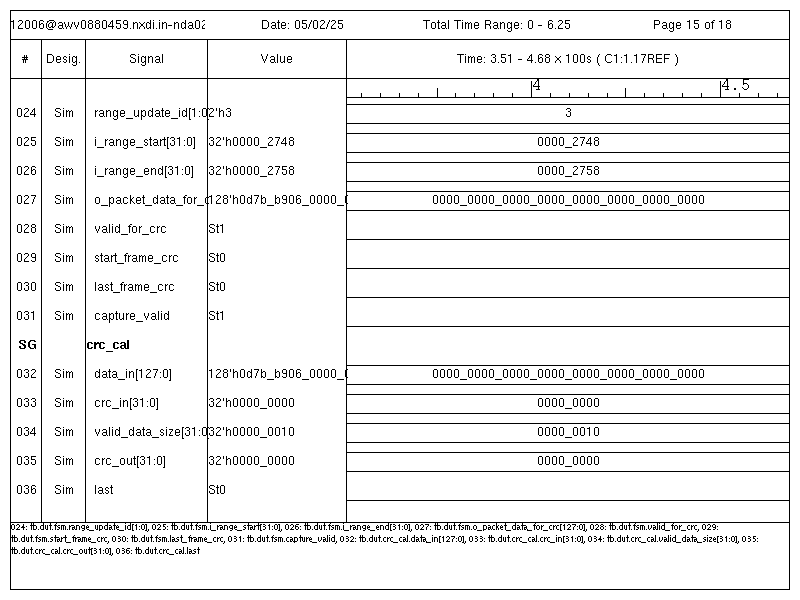 12006@awv0880459.nxdi.in-nda02 Date: 05/02/25 Total Time Range: 0 - 6.25 Page 15 of 18
# Desig. Signal Value Time: 3.51 - 4.68 x 100s ( C1:1.17REF )
4 4.5
024 Sim range_update_id[1:0 2'h3 3
025 Sim i_range_start[31:0] 32'h0000_2748 0000_2748
026 Sim i_range_end[31:0] 32'h0000_2758 0000_2758
027 Sim o_packet_data_for_c 128'h0d7b_b906_0000_0 0000_0000_0000_0000_0000_0000_0000_0000
028 Sim valid_for_crc St1
029 Sim start_frame_crc St0
030 Sim last_frame_crc St0
031 Sim capture_valid St1
SG crc_cal
032 Sim data_in[127:0] 128'h0d7b_b906_0000_0 0000_0000_0000_0000_0000_0000_0000_0000
033 Sim crc_in[31:0] 32'h0000_0000 0000_0000
034 Sim valid_data_size[31:0 32'h0000_0010 0000_0010
035 Sim crc_out[31:0] 32'h0000_0000 0000_0000
036 Sim last St0
024: tb.dut.fsm.range_update_id[1:0], 025: tb.dut.fsm.i_range_start[31:0], 026: tb.dut.fsm.i_range_end[31:0], 027: tb.dut.fsm.o_packet_data_for_crc[127:0], 028: tb.dut.fsm.valid_for_crc, 029:
tb.dut.fsm.start_frame_crc, 030: tb.dut.fsm.last_frame_crc, 031: tb.dut.fsm.capture_valid, 032: tb.dut.crc_cal.data_in[127:0], 033: tb.dut.crc_cal.crc_in[31:0], 034: tb.dut.crc_cal.valid_data_size[31:0], 035:
tb.dut.crc_cal.crc_out[31:0], 036: tb.dut.crc_cal.last